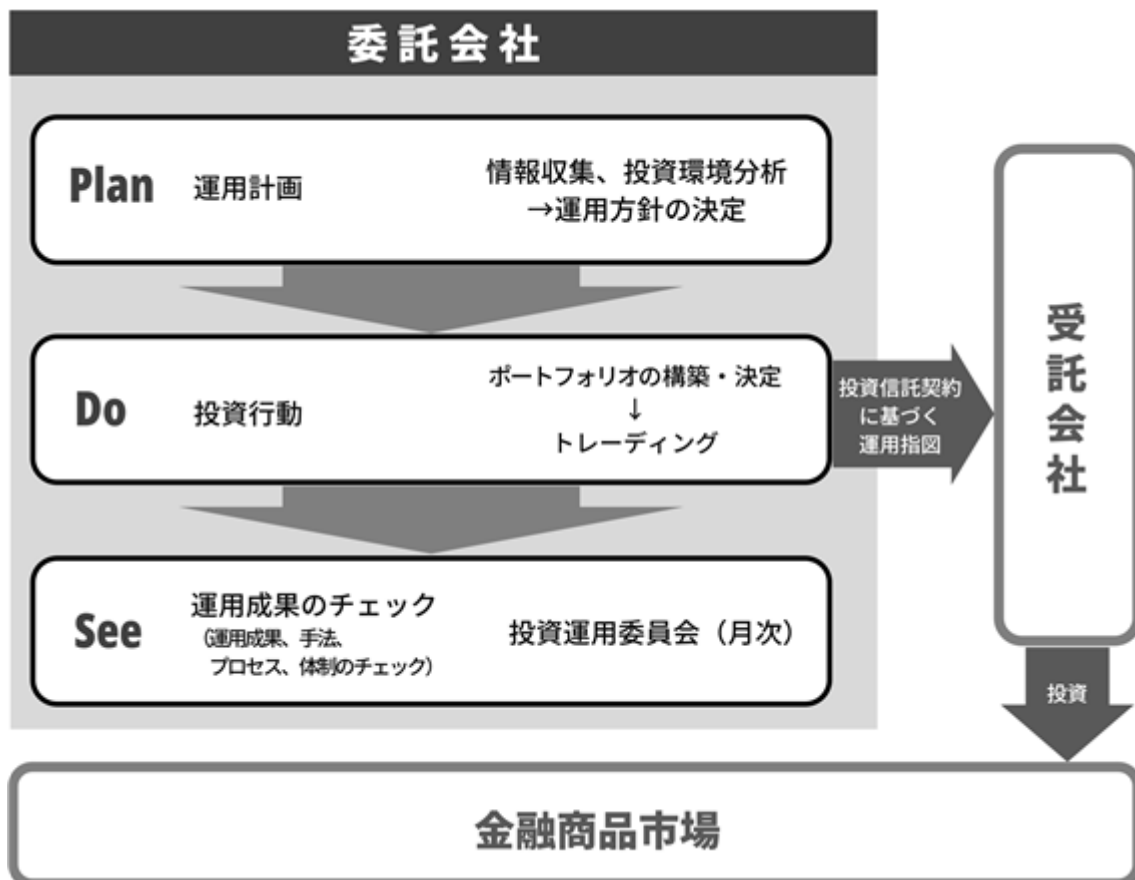 委託会社
Plan
運用計画
情報収集、投資環境分析
→運用方針の決定
Do
投資行動
ポートフォリオの構築・決定
↓
トレーディング
投資信託契約
に基づく
運用指図
受託会社
See
運用成果のチェック
(運用成果、手法、
プロセス、体制のチェック)
投資運用委員会（月次）
投資
金融商品市場